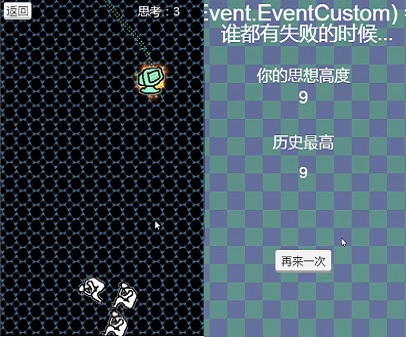 返回
思考：3
Event.EventCustom) :
谁都有失败的时候...
你的思想高度
9
历史最高
9
再来一次